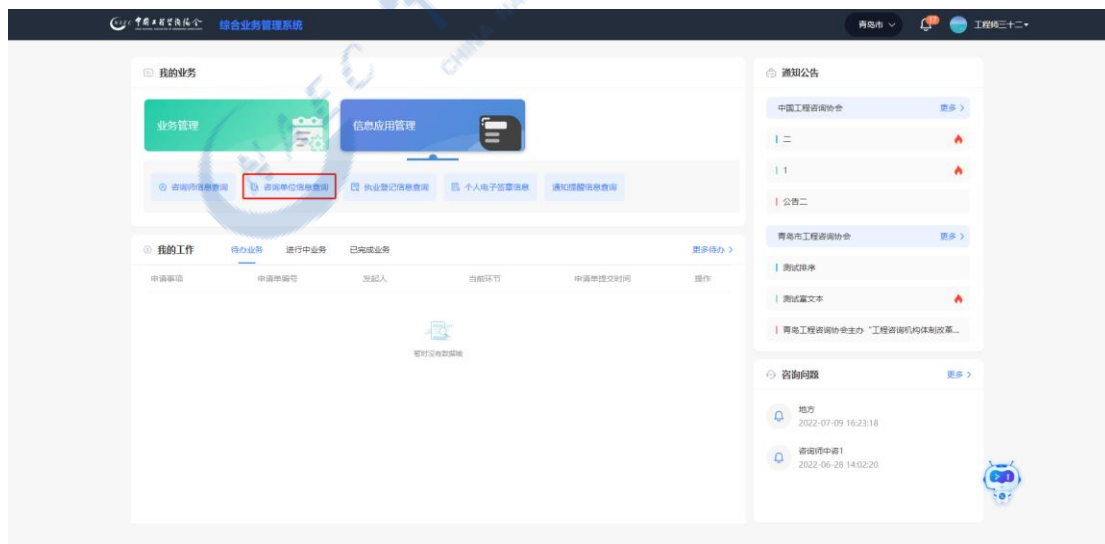 中国工程咨询协会 综合业务管理系统 青岛市 工程师三十二
我的业务
业务管理 信息应用管理
咨询师信息查询 咨询单位信息查询 执业登记信息查询 个人电子签章信息 通知提醒信息查询
我的工作 待办业务 进行中业务 已完成业务 更多待办 >
申请事项 申请单编号 发起人 当前环节 申请单提交时间 操作
暂时没有数据哦
通知公告
中国工程咨询协会 更多 >
二
1
公告二
青岛市工程咨询协会 更多 >
测试排序
测试富文本
青岛工程咨询协会主办“工程咨询机构体制改革...
咨询问题 更多 >
地方
2022-07-09 16:23:18
咨询师中咨1
2022-06-28 14:02:20